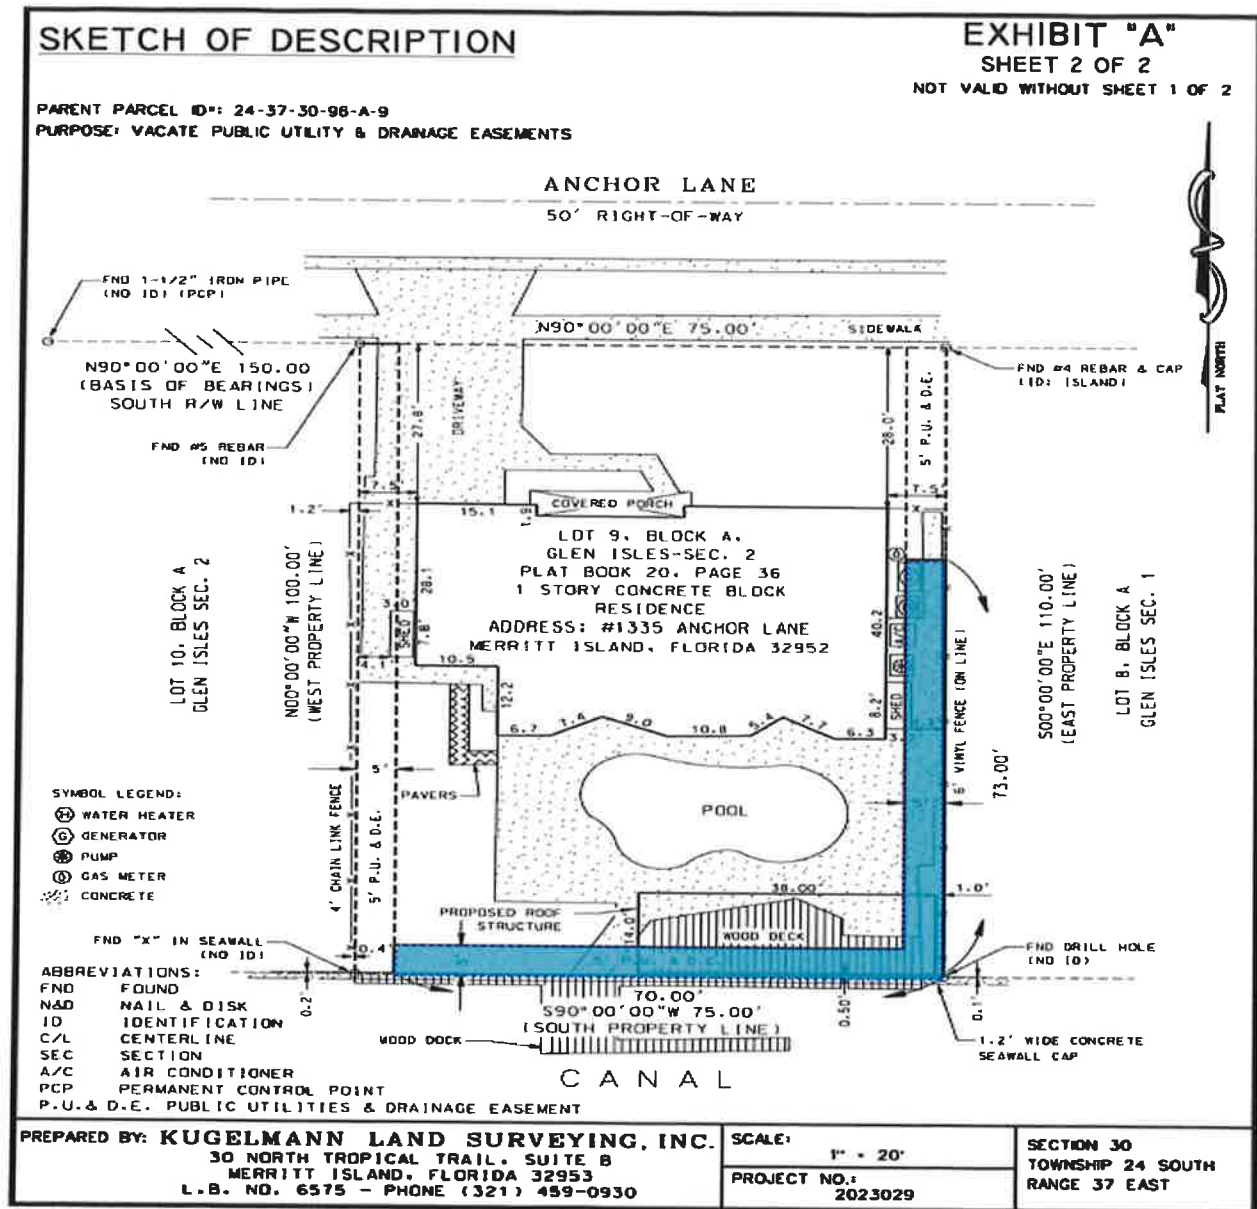 SKETCH OF DESCRIPTION
EXHIBIT "A"
SHEET 2 OF 2
NOT VALID WITHOUT SHEET 1 OF 2
PARENT PARCEL ID#: 24-37-30-96-A-9
PURPOSE: VACATE PUBLIC UTILITY & DRAINAGE EASEMENTS
ANCHOR LANE
50' RIGHT-OF-WAY
FND 1-1/2" IRON PIPE
(NO ID) (PCP)
N90°00'00"E 75.00'
SIDEWALK
N90°00'00"E 150.00
(BASIS OF BEARINGS)
SOUTH R/W LINE
FND #4 REBAR & CAP
(ID: ISLAND)
PLAT NORTH
FND #5 REBAR
(NO ID)
27.8'
DRIVEWAY
28.0'
5' P.U. & D.E.
7.5'
7.5'
1.2'
15.1
1.9
COVERED PORCH
LOT 9, BLOCK A,
GLEN ISLES-SEC. 2
PLAT BOOK 20, PAGE 36
1 STORY CONCRETE BLOCK
RESIDENCE
ADDRESS: #1335 ANCHOR LANE
MERRITT ISLAND, FLORIDA 32952
LOT 10, BLOCK A
GLEN ISLES SEC. 2
N00°00'00"W 100.00'
(WEST PROPERTY LINE)
28.1
3.0
SHED
7.8'
4.1
10.5
12.2
40.2
A/C
SHED
8.2'
6' VINYL FENCE (ON LINE)
73.00'
S00°00'00"E 110.00'
(EAST PROPERTY LINE)
LOT 8, BLOCK A
GLEN ISLES SEC. 1
6.7
7.4
9.0
10.8
5.4
7.7
6.3
5'
5'
PAVERS
POOL
SYMBOL LEGEND:
WATER HEATER
G GENERATOR
PUMP
GAS METER
CONCRETE
4' CHAIN LINK FENCE
5' P.U. & D.E.
38.00'
1.0'
PROPOSED ROOF
STRUCTURE
14.0'
WOOD DECK
FND "X" IN SEAWALL
(NO ID)
0.4
5' P.U. & D.E.
FND DRILL HOLE
(NO ID)
ABBREVIATIONS:
FND FOUND
N&D NAIL & DISK
ID IDENTIFICATION
C/L CENTERLINE
SEC SECTION
A/C AIR CONDITIONER
PCP PERMANENT CONTROL POINT
P.U.& D.E. PUBLIC UTILITIES & DRAINAGE EASEMENT
0.2'
70.00'
S90°00'00"W 75.00'
(SOUTH PROPERTY LINE)
0.50'
0.1'
WOOD DOCK
1.2' WIDE CONCRETE
SEAWALL CAP
CANAL
PREPARED BY: KUGELMANN LAND SURVEYING, INC.
30 NORTH TROPICAL TRAIL, SUITE B
MERRITT ISLAND, FLORIDA 32953
L.B. NO. 6575 - PHONE (321) 459-0930
SCALE:
1" = 20'
PROJECT NO.:
2023029
SECTION 30
TOWNSHIP 24 SOUTH
RANGE 37 EAST